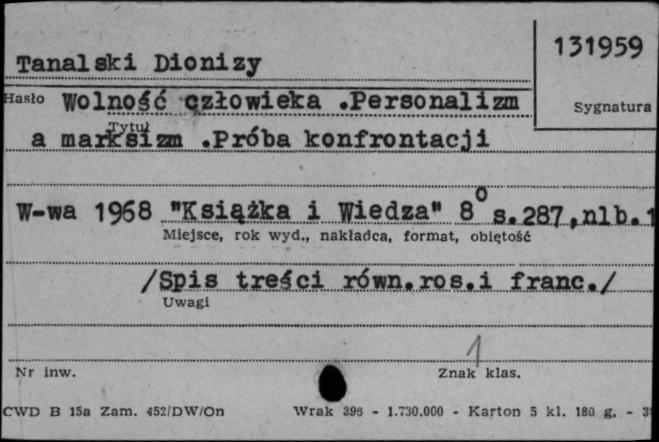 131959
Tanalski Dionizy
Hasło Wolność człowieka .Personalizm
Sygnatura
Tytuł
a marksizm .Próba konfrontacji
W-wa 1968 "Książka i Wiedza" 8° s.287,nlb.1
Miejsce, rok wyd., nakładca, format, objętość
/Spis treści równ.ros.i franc./
Uwagi
1
Nr inw.
Znak klas.
CWD B 15a Zam. 452/DW/On Wrak 396 - 1.730.000 - Karton 5 kl. 180 g. -